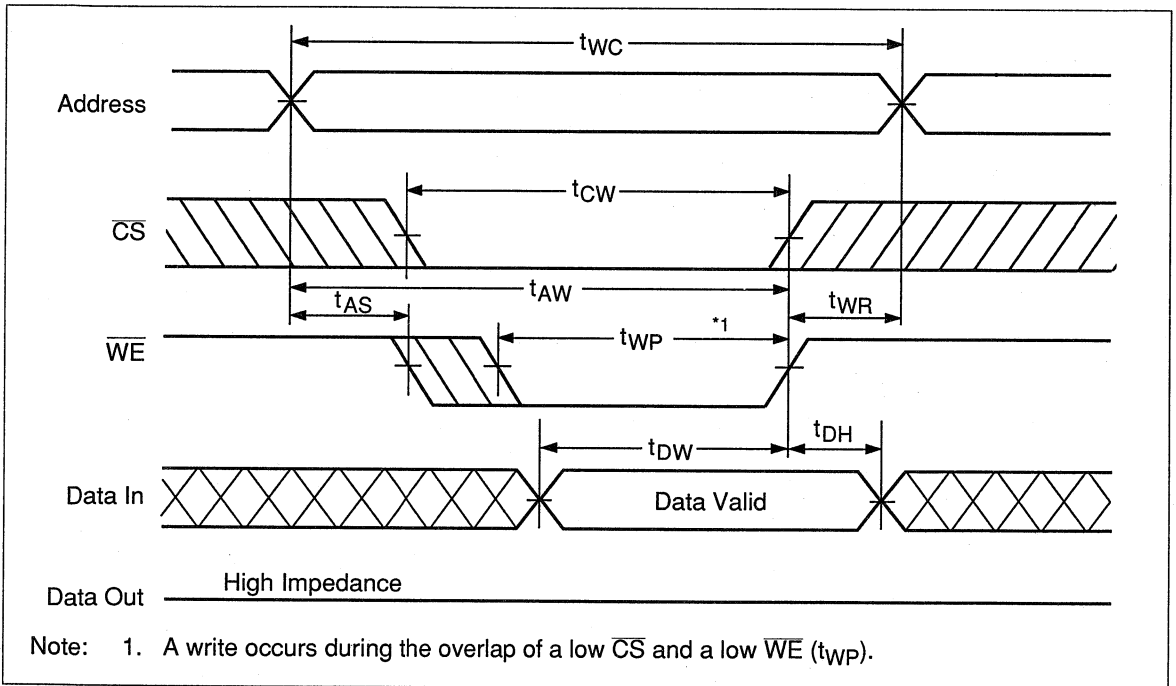 tWC
Address
tCW
CS
tAW
tAS
tWR
WE
tWP *1
tDW
tDH
Data In
Data Valid
High Impedance
Data Out
Note: 1. A write occurs during the overlap of a low CS and a low WE (tWP).